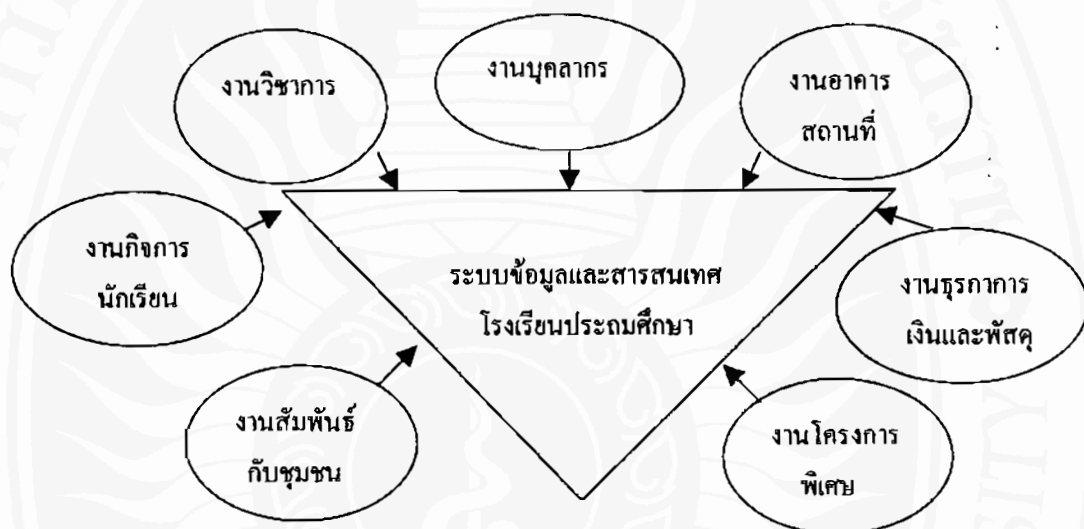 งานวิชาการ
งานบุคลากร
งานอาคาร
สถานที่
งานกิจการ
นักเรียน
ระบบข้อมูลและสารสนเทศ
โรงเรียนประถมศึกษา
งานธุรกาการ
เงินและพัสดุ
งานสัมพันธ์
กับชุมชน
งานโครงการ
พิเศษ